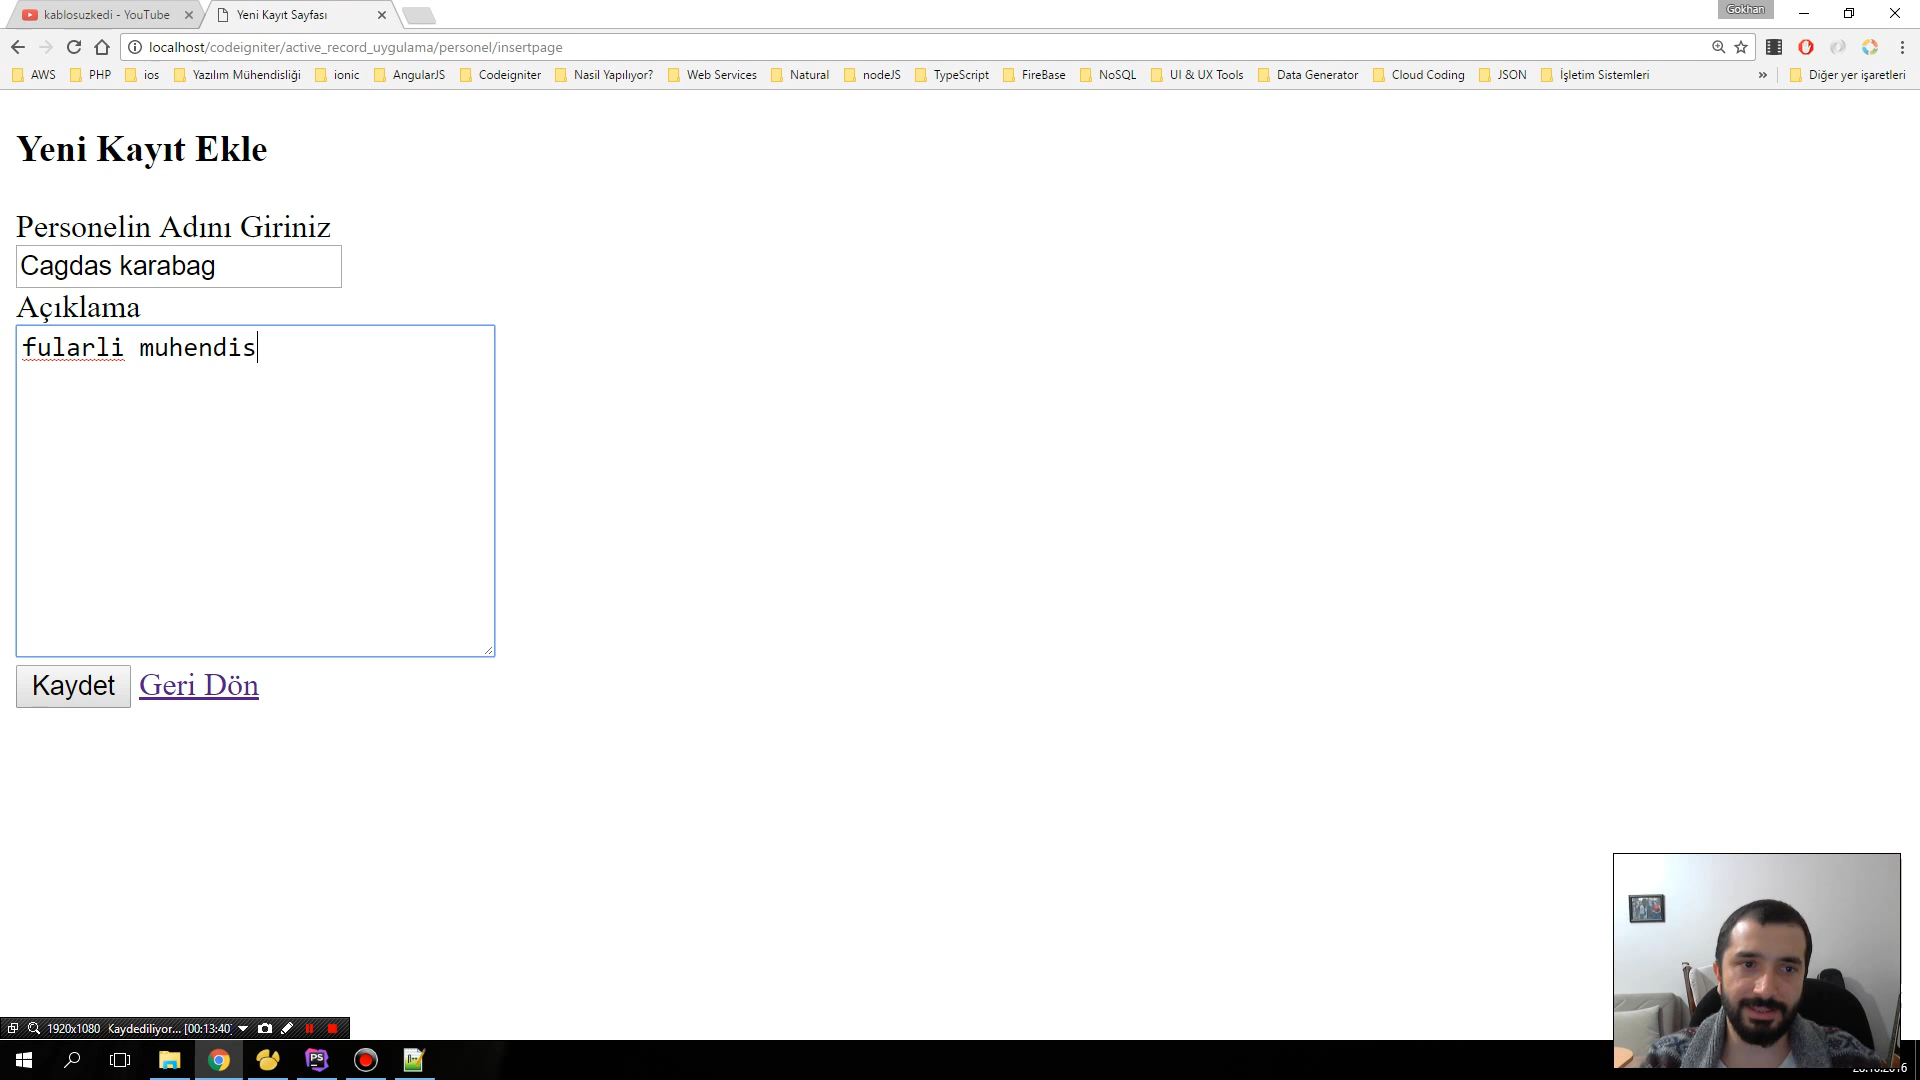 kablosuzkedi - YouTube
Yeni Kayıt Sayfası
Gökhan
localhost/codeigniter/active_record_uygulama/personel/insertpage
AWS PHP ios Yazılım Mühendisliği ionic AngularJS Codeigniter Nasil Yapılıyor? Web Services Natural nodeJS TypeScript FireBase NoSQL UI & UX Tools Data Generator Cloud Coding JSON İşletim Sistemleri » Diğer yer işaretleri
Yeni Kayıt Ekle
Personelin Adını Giriniz
Cagdas karabag
Açıklama
fularli muhendis
Kaydet Geri Dön
1920x1080 Kaydediliyor... [00:13:40]
PS